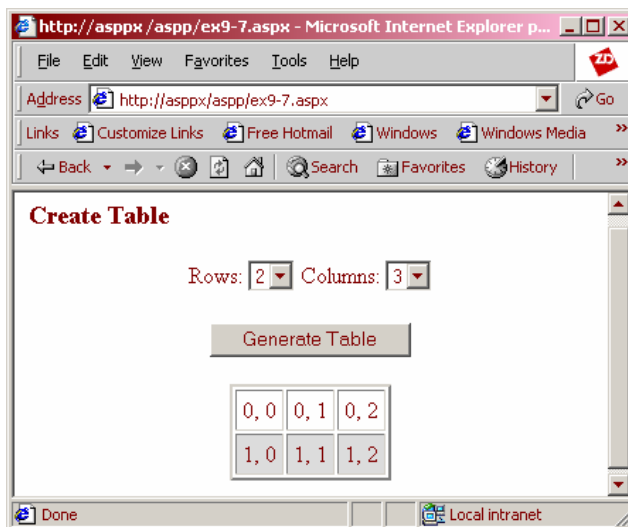 http://asppx /aspp/ex9-7.aspx - Microsoft Internet Explorer p...
File Edit View Favorites Tools Help
ZD
Address http://asppx/aspp/ex9-7.aspx Go
Links Customize Links Free Hotmail Windows Windows Media »
Back Search Favorites History »
Create Table
Rows: 2 Columns: 3
Generate Table
0, 0 0, 1 0, 2
1, 0 1, 1 1, 2
Done Local intranet